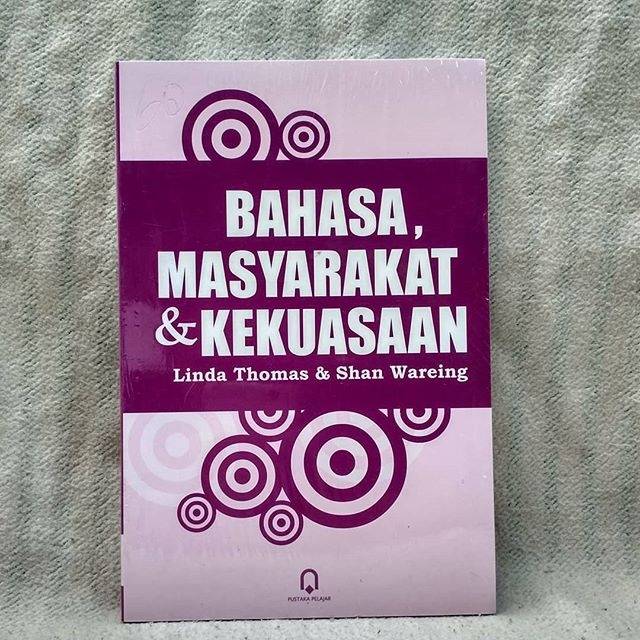 BAHASA,
MASYARAKAT
& KEKUASAAN
Linda Thomas & Shan Wareing
PUSTAKA PELAJAR